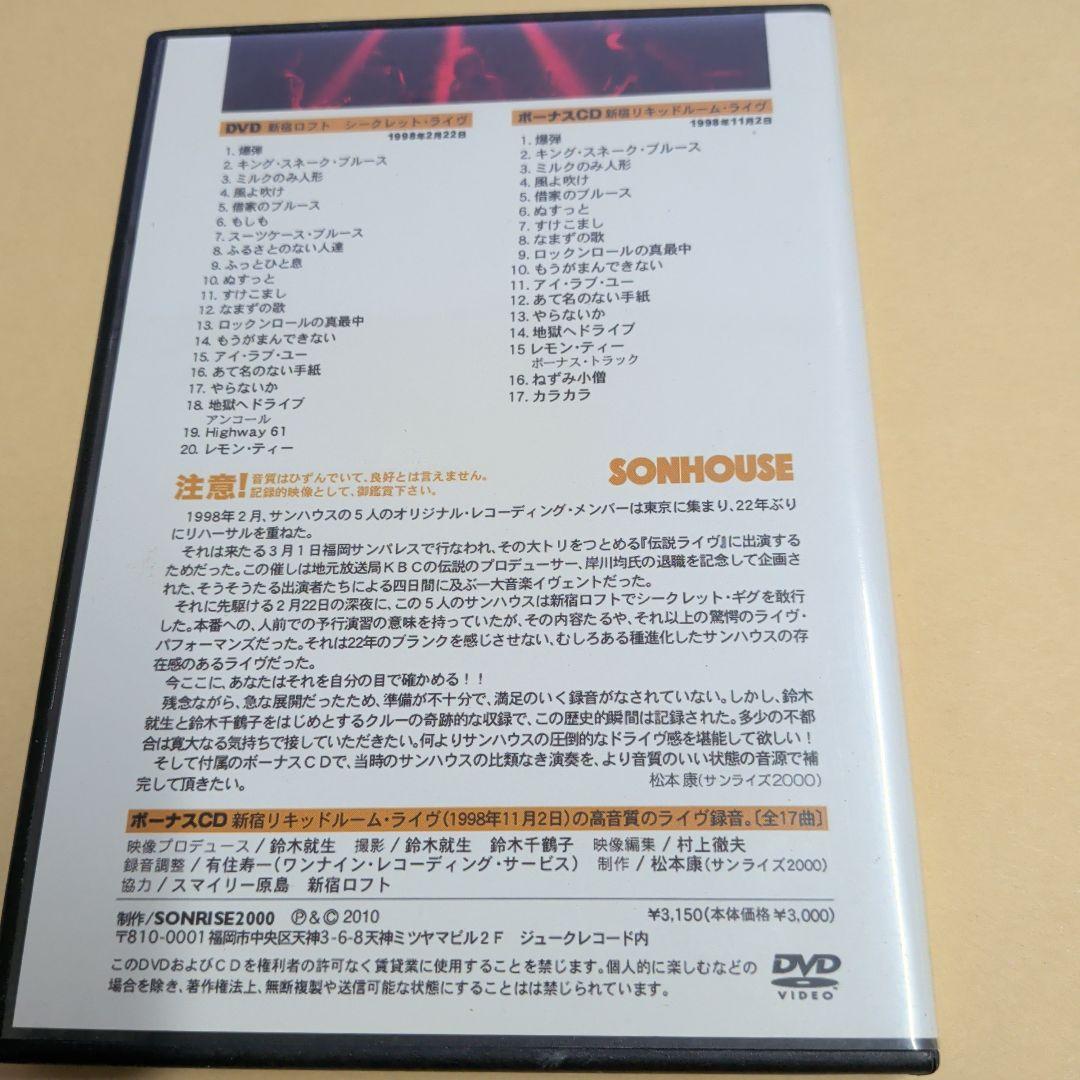 DVD 新宿ロフト シークレット・ライヴ
1998年2月22日
1. 爆弾
2. キング・スネーク・ブルース
3. ミルクのみ人形
4. 風よ吹け
5. 借家のブルース
6. もしも
7. スーツケース・ブルース
8. ふるさとのない人達
9. ふっとひと息
10. ぬすっと
11. すけこまし
12. なまずの歌
13. ロックンロールの真最中
14. もうがまんできない
15. アイ・ラブ・ユー
16. あて名のない手紙
17. やらないか
18. 地獄へドライブ
アンコール
19. Highway 61
20. レモン・ティー
ボーナスCD 新宿リキッドルーム・ライヴ
1998年11月2日
1. 爆弾
2. キング・スネーク・ブルース
3. ミルクのみ人形
4. 風よ吹け
5. 借家のブルース
6. ぬすっと
7. すけこまし
8. なまずの歌
9. ロックンロールの真最中
10. もうがまんできない
11. アイ・ラブ・ユー
12. あて名のない手紙
13. やらないか
14. 地獄へドライブ
15 レモン・ティー
ボーナス・トラック
16. ねずみ小僧
17. カラカラ
注意!音質はひずんでいて、良好とは言えません。
記録的映像として、御鑑賞下さい。
SONHOUSE
1998年2月、サンハウスの5人のオリジナル・レコーディング・メンバーは東京に集まり、22年ぶり
にリハーサルを重ねた。
それは来たる3月1日福岡サンパレスで行なわれ、その大トリをつとめる『伝説ライヴ』に出演する
ためだった。この催しは地元放送局KBCの伝説のプロデューサー、岸川均氏の退職を記念して企画さ
れた、そうそうたる出演者たちによる四日間に及ぶ一大音楽イヴェントだった。
それに先駆ける2月22日の深夜に、この5人のサンハウスは新宿ロフトでシークレット・ギグを敢行
した。本番への、人前での予行演習の意味を持っていたが、その内容たるや、それ以上の驚愕のライヴ・
パフォーマンズだった。それは22年のブランクを感じさせない、むしろある種進化したサンハウスの存
在感のあるライヴだった。
今ここに、あなたはそれを自分の目で確かめる!!
残念ながら、急な展開だったため、準備が不十分で、満足のいく録音がなされていない。しかし、鈴木
就生と鈴木千鶴子をはじめとするクルーの奇跡的な収録で、この歴史的瞬間は記録された。多少の不都
合は寛大なる気持ちで接していただきたい。何よりサンハウスの圧倒的なドライヴ感を堪能して欲しい!
そして付属のボーナスCDで、当時のサンハウスの比類なき演奏を、より音質のいい状態の音源で補
完して頂きたい。 松本 康(サンライズ2000)
ボーナスCD 新宿リキッドルーム・ライヴ(1998年11月2日)の高音質のライヴ録音。〔全17曲〕
映像プロデュース/鈴木就生 撮影/鈴木就生 鈴木千鶴子 映像編集/村上徹夫
録音調整/有住寿一(ワンナイン・レコーディング・サービス) 制作/松本康(サンライズ2000)
協力/スマイリー原島 新宿ロフト
制作/SONRISE2000 Ⓟ&© 2010 ¥3,150(本体価格¥3,000)
〒810-0001福岡市中央区天神3-6-8天神ミツヤマビル2F ジュークレコード内
このDVDおよびCDを権利者の許可なく賃貸業に使用することを禁じます。個人的に楽しむなどの
場合を除き、著作権法上、無断複製や送信可能な状態にすることはは禁じられています。
DVD
VIDEO